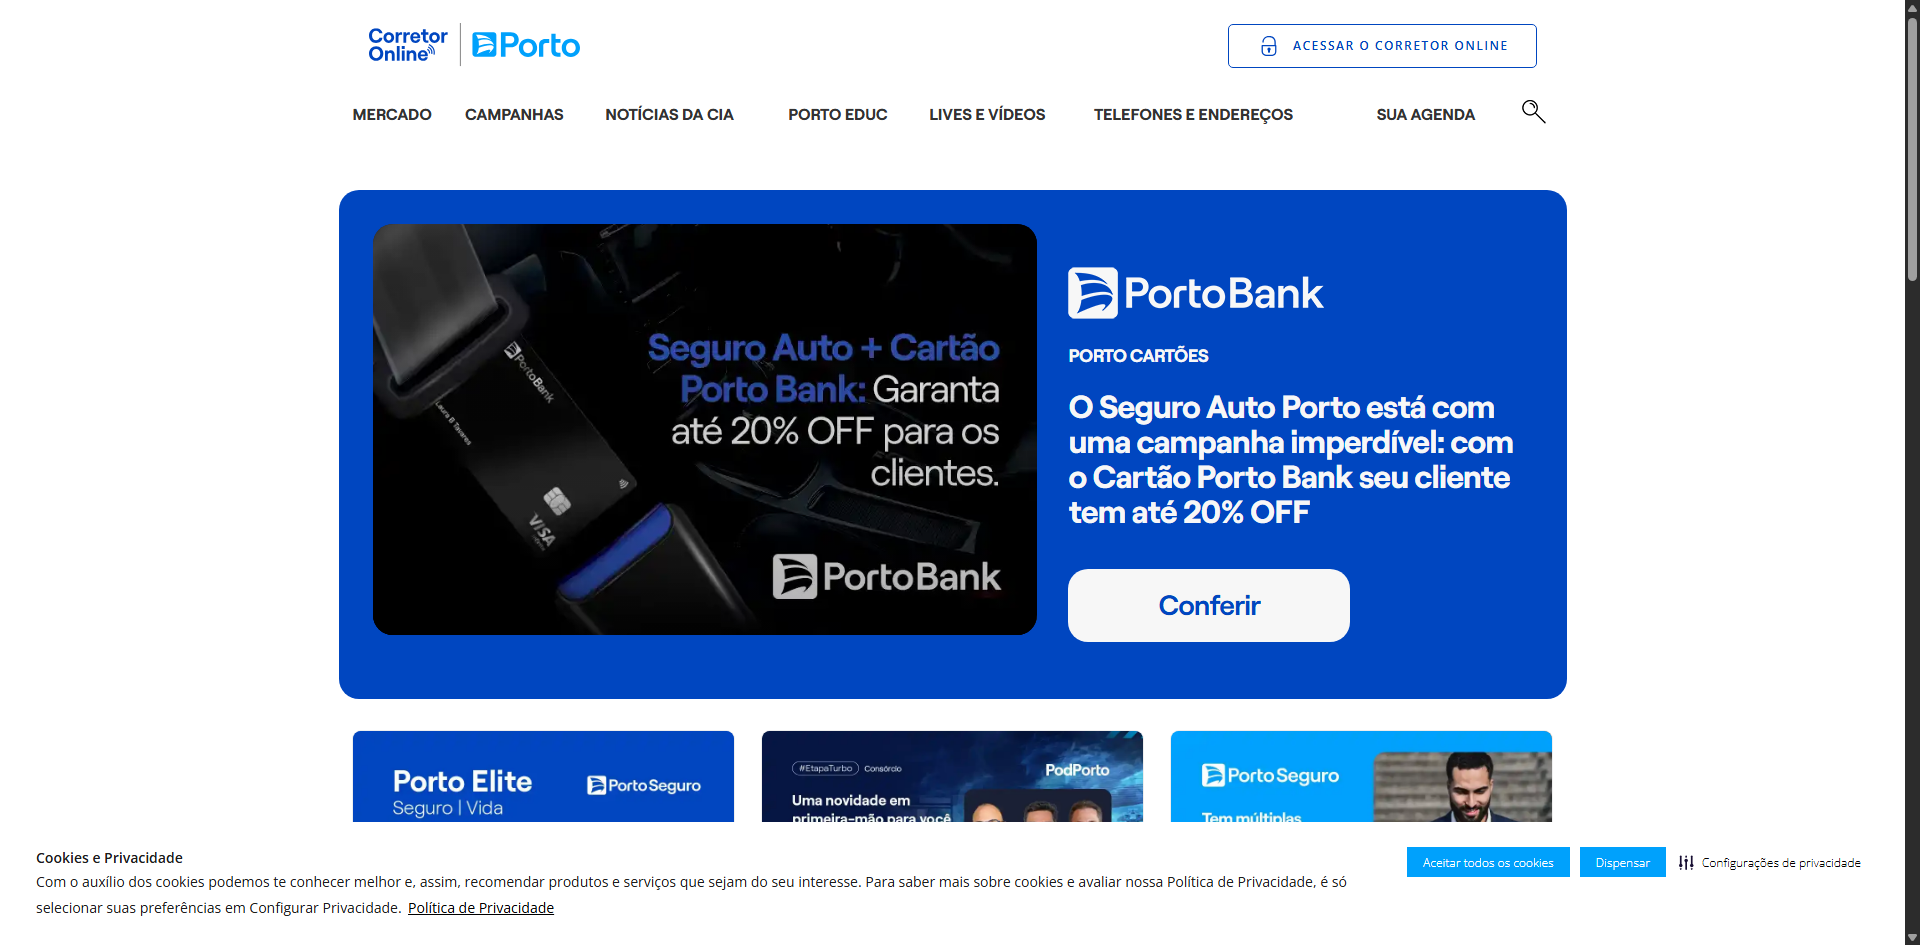 Corretor
Online
Porto
ACESSAR O CORRETOR ONLINE
MERCADO
CAMPANHAS
NOTÍCIAS DA CIA
PORTO EDUC
LIVES E VÍDEOS
TELEFONES E ENDEREÇOS
SUA AGENDA
PortoBank
Laura B Tavares
VISA
Seguro Auto + Cartão
Porto Bank: Garanta
até 20% OFF para os
clientes.
PortoBank
PortoBank
PORTO CARTÕES
O Seguro Auto Porto está com
uma campanha imperdível: com
o Cartão Porto Bank seu cliente
tem até 20% OFF
Conferir
Porto Elite
Seguro | Vida
PortoSeguro
#EtapaTurbo
Consórcio
PodPorto
Uma novidade em
primeira-mão para você
PortoSeguro
Tem múltiplas
Cookies e Privacidade
Com o auxílio dos cookies podemos te conhecer melhor e, assim, recomendar produtos e serviços que sejam do seu interesse. Para saber mais sobre cookies e avaliar nossa Política de Privacidade, é só
selecionar suas preferências em Configurar Privacidade. Política de Privacidade
Aceitar todos os cookies
Dispensar
Configurações de privacidade